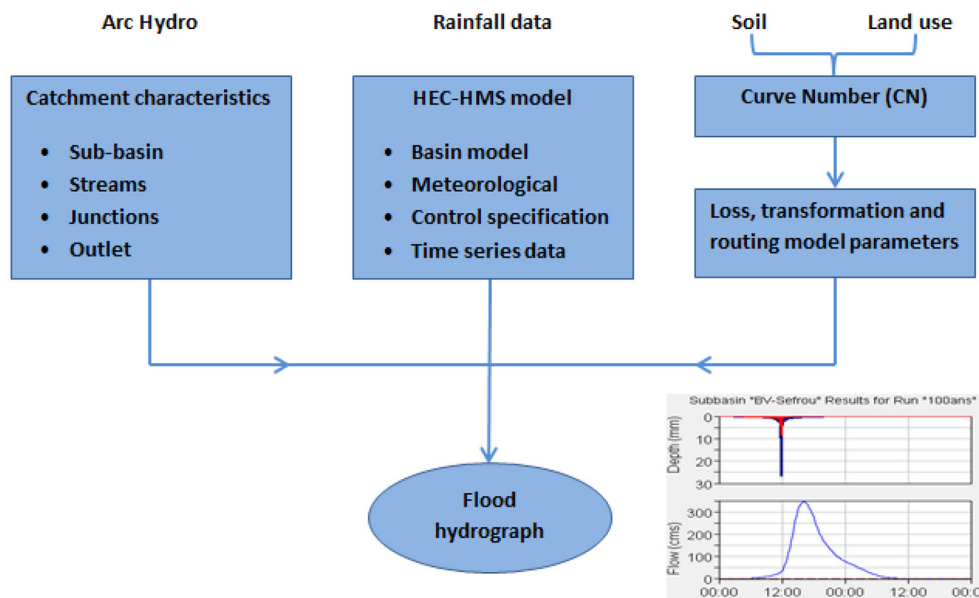 Arc Hydro
Rainfall data
Soil
Land use
Catchment characteristics
• Sub-basin
• Streams
• Junctions
• Outlet
HEC-HMS model
• Basin model
• Meteorological
• Control specification
• Time series data
Curve Number (CN)
Loss, transformation and
routing model parameters
Flood
hydrograph
Subbasin "BV-Sefrou" Results for Run "100ans"
Depth (mm)
0
10
20
30
Flow (cms)
300
200
100
0
00:00 12:00 00:00 12:00 00:0